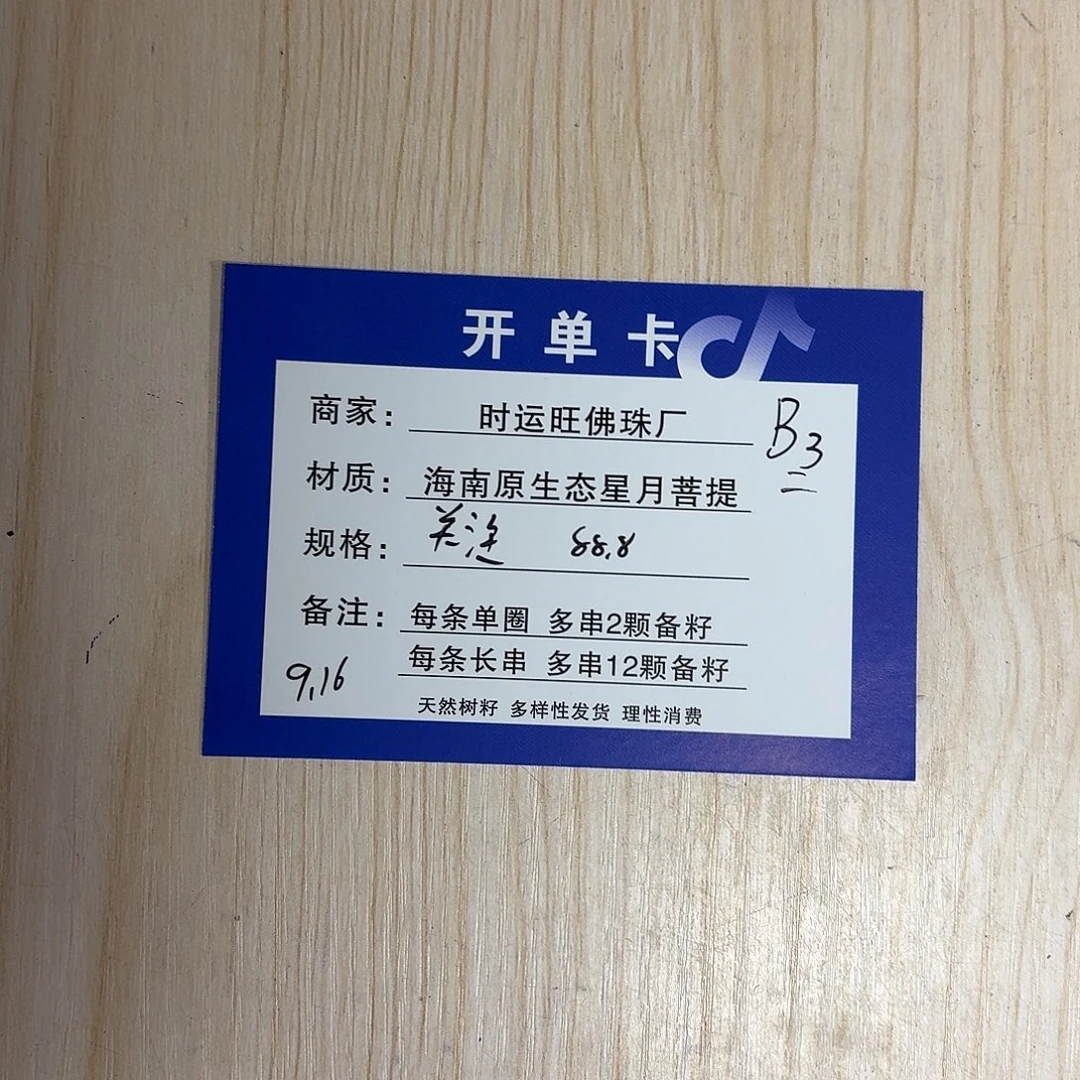 开单卡
商家： 时运旺佛珠厂 B3
材质： 海南原生态星月菩提
规格： 88.8
备注： 每条单圈 多串2颗备籽
每条长串 多串12颗备籽
9.16
天然树籽 多样性发货 理性消费